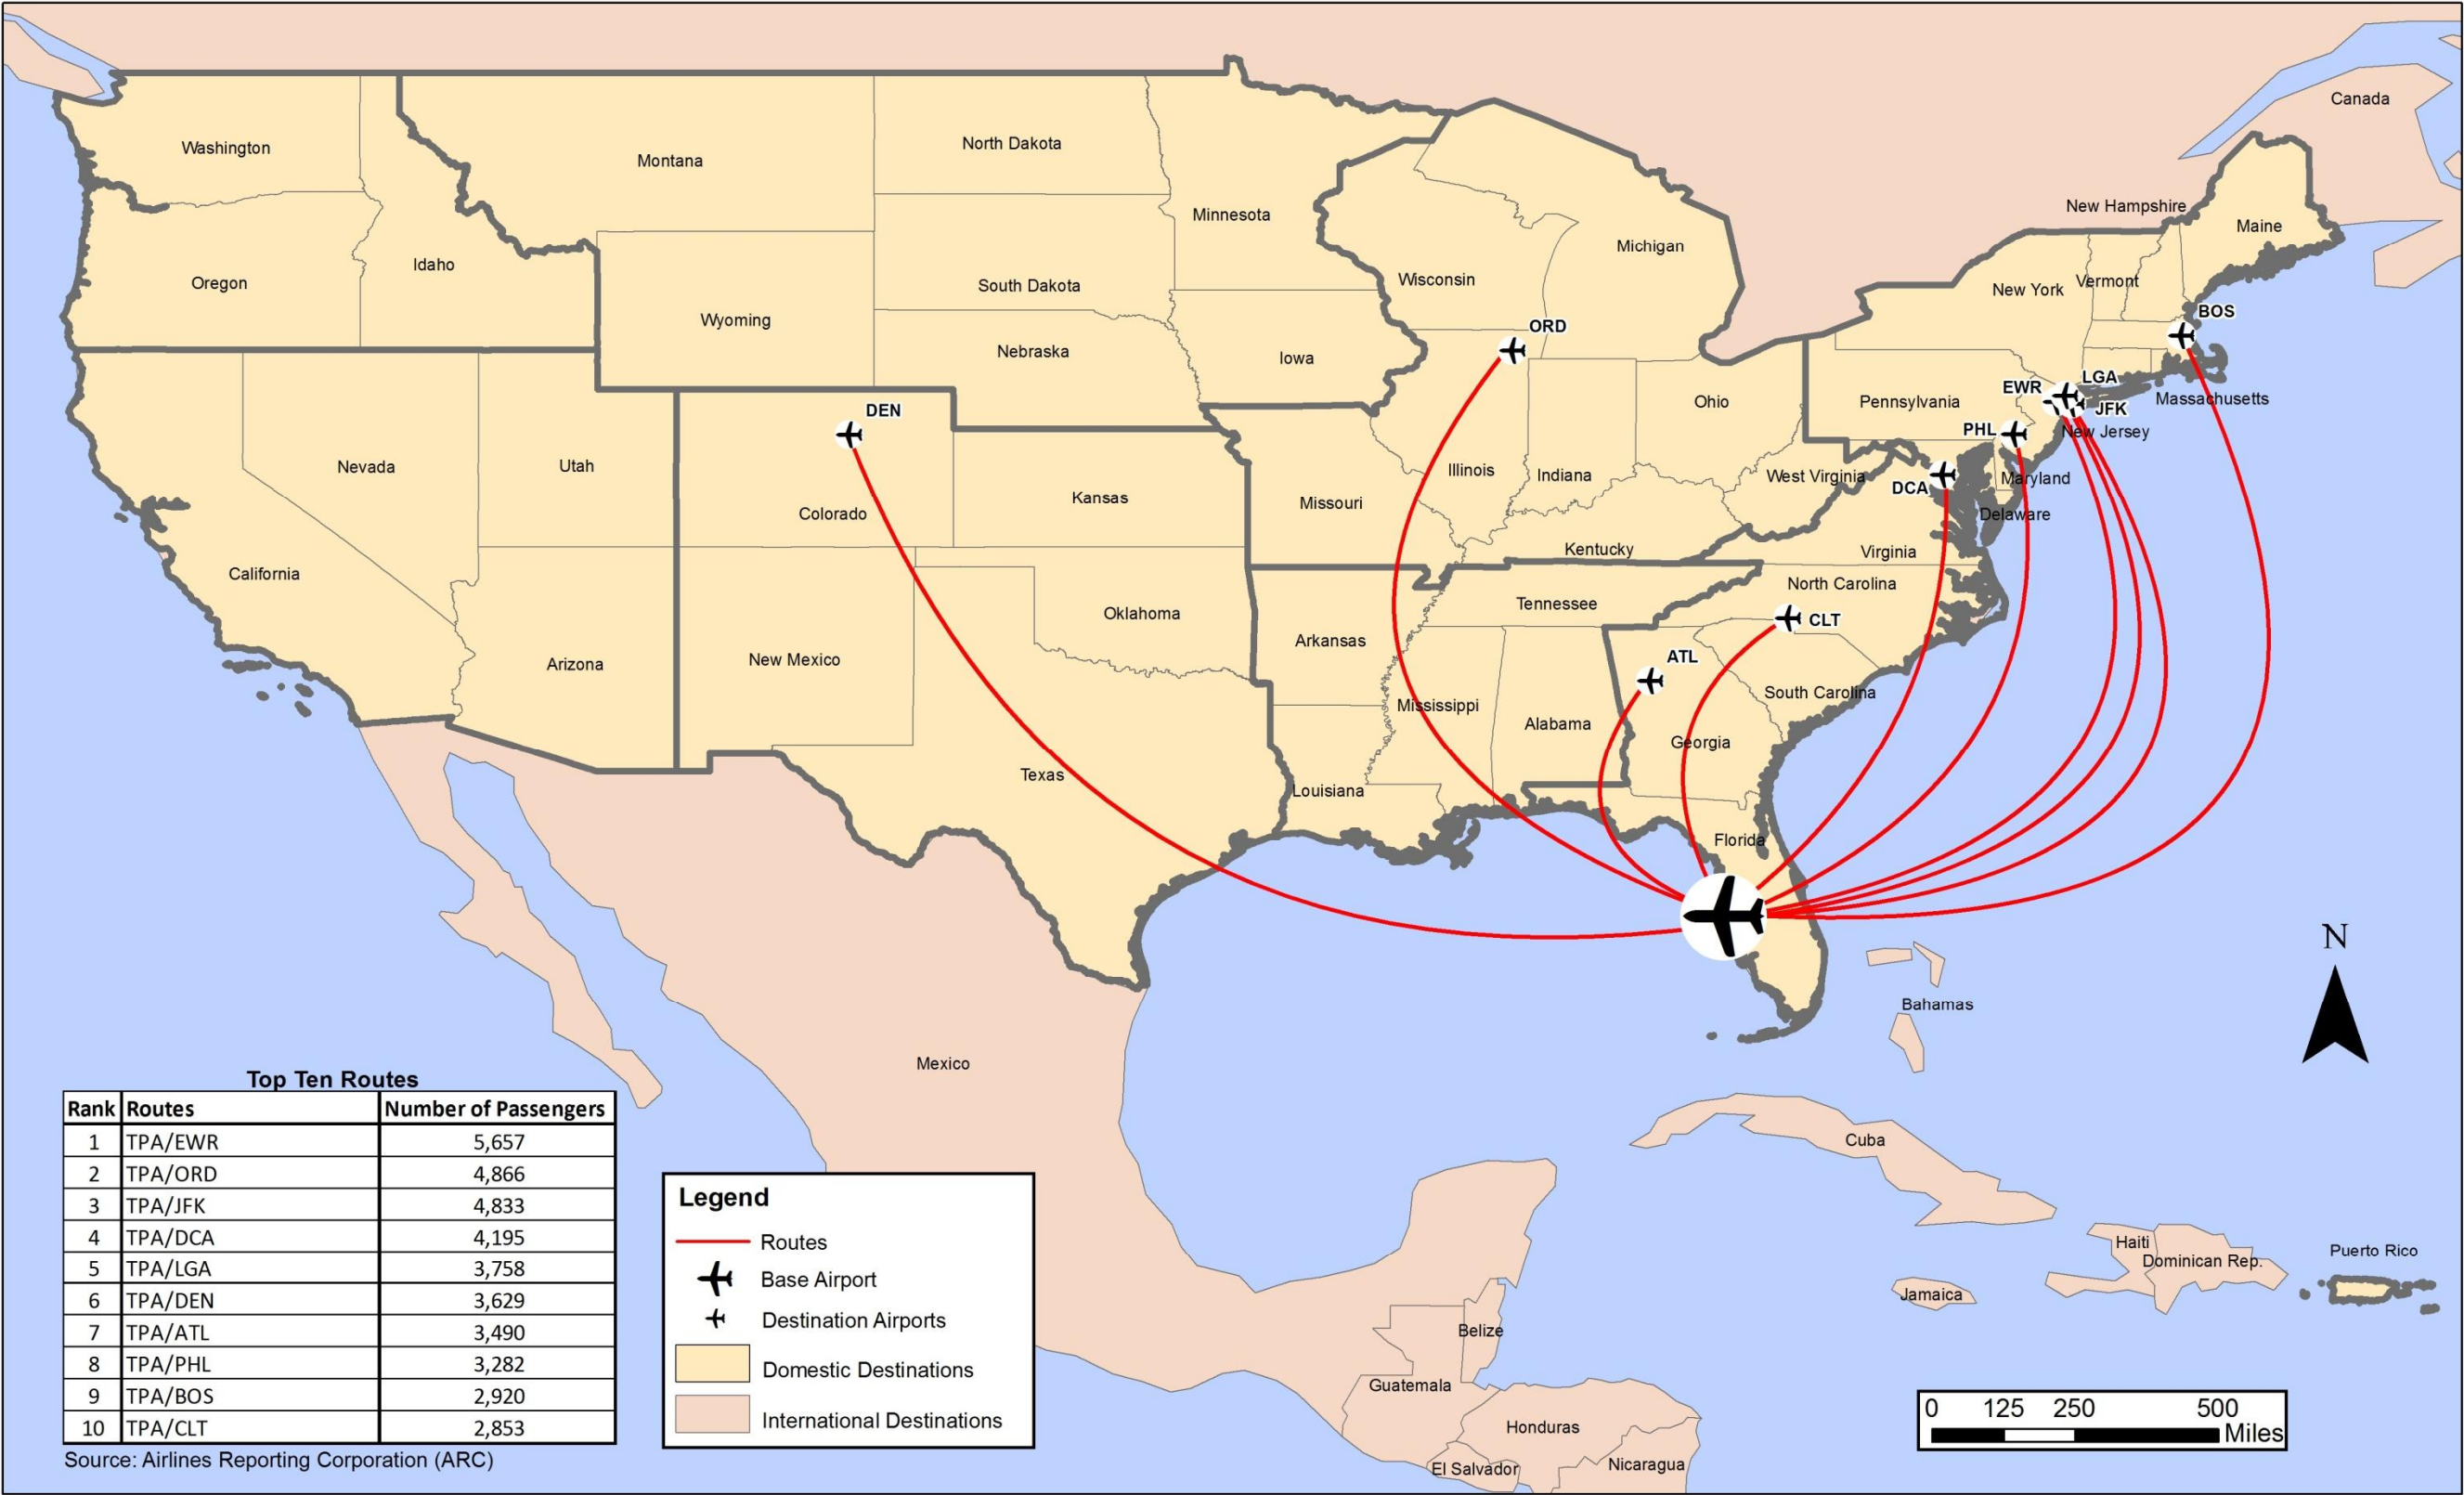 Canada
Washington
Montana
North Dakota
Minnesota
New Hampshire
Maine
Michigan
Idaho
Oregon
Wisconsin
South Dakota
New York
Vermont
BOS
Wyoming
ORD
Nebraska
Iowa
LGA
EWR
Massachusetts
JFK
Ohio
Pennsylvania
DEN
PHL
New Jersey
Nevada
Utah
Illinois
Indiana
West Virginia
Maryland
DCA
Kansas
Missouri
Colorado
Delaware
Kentucky
Virginia
California
North Carolina
Tennessee
Oklahoma
CLT
Arkansas
ATL
New Mexico
Arizona
South Carolina
Mississippi
Alabama
Georgia
Texas
Louisiana
Florida
N
Bahamas
Mexico
Cuba
Haiti
Dominican Rep.
Puerto Rico
Jamaica
Belize
Guatemala
Honduras
El Salvador
Nicaragua
Top Ten Routes
Rank Routes Number of Passengers
1 TPA/EWR 5,657
2 TPA/ORD 4,866
3 TPA/JFK 4,833
4 TPA/DCA 4,195
5 TPA/LGA 3,758
6 TPA/DEN 3,629
7 TPA/ATL 3,490
8 TPA/PHL 3,282
9 TPA/BOS 2,920
10 TPA/CLT 2,853
Source: Airlines Reporting Corporation (ARC)
Legend
Routes
Base Airport
Destination Airports
Domestic Destinations
International Destinations
0 125 250 500
Miles